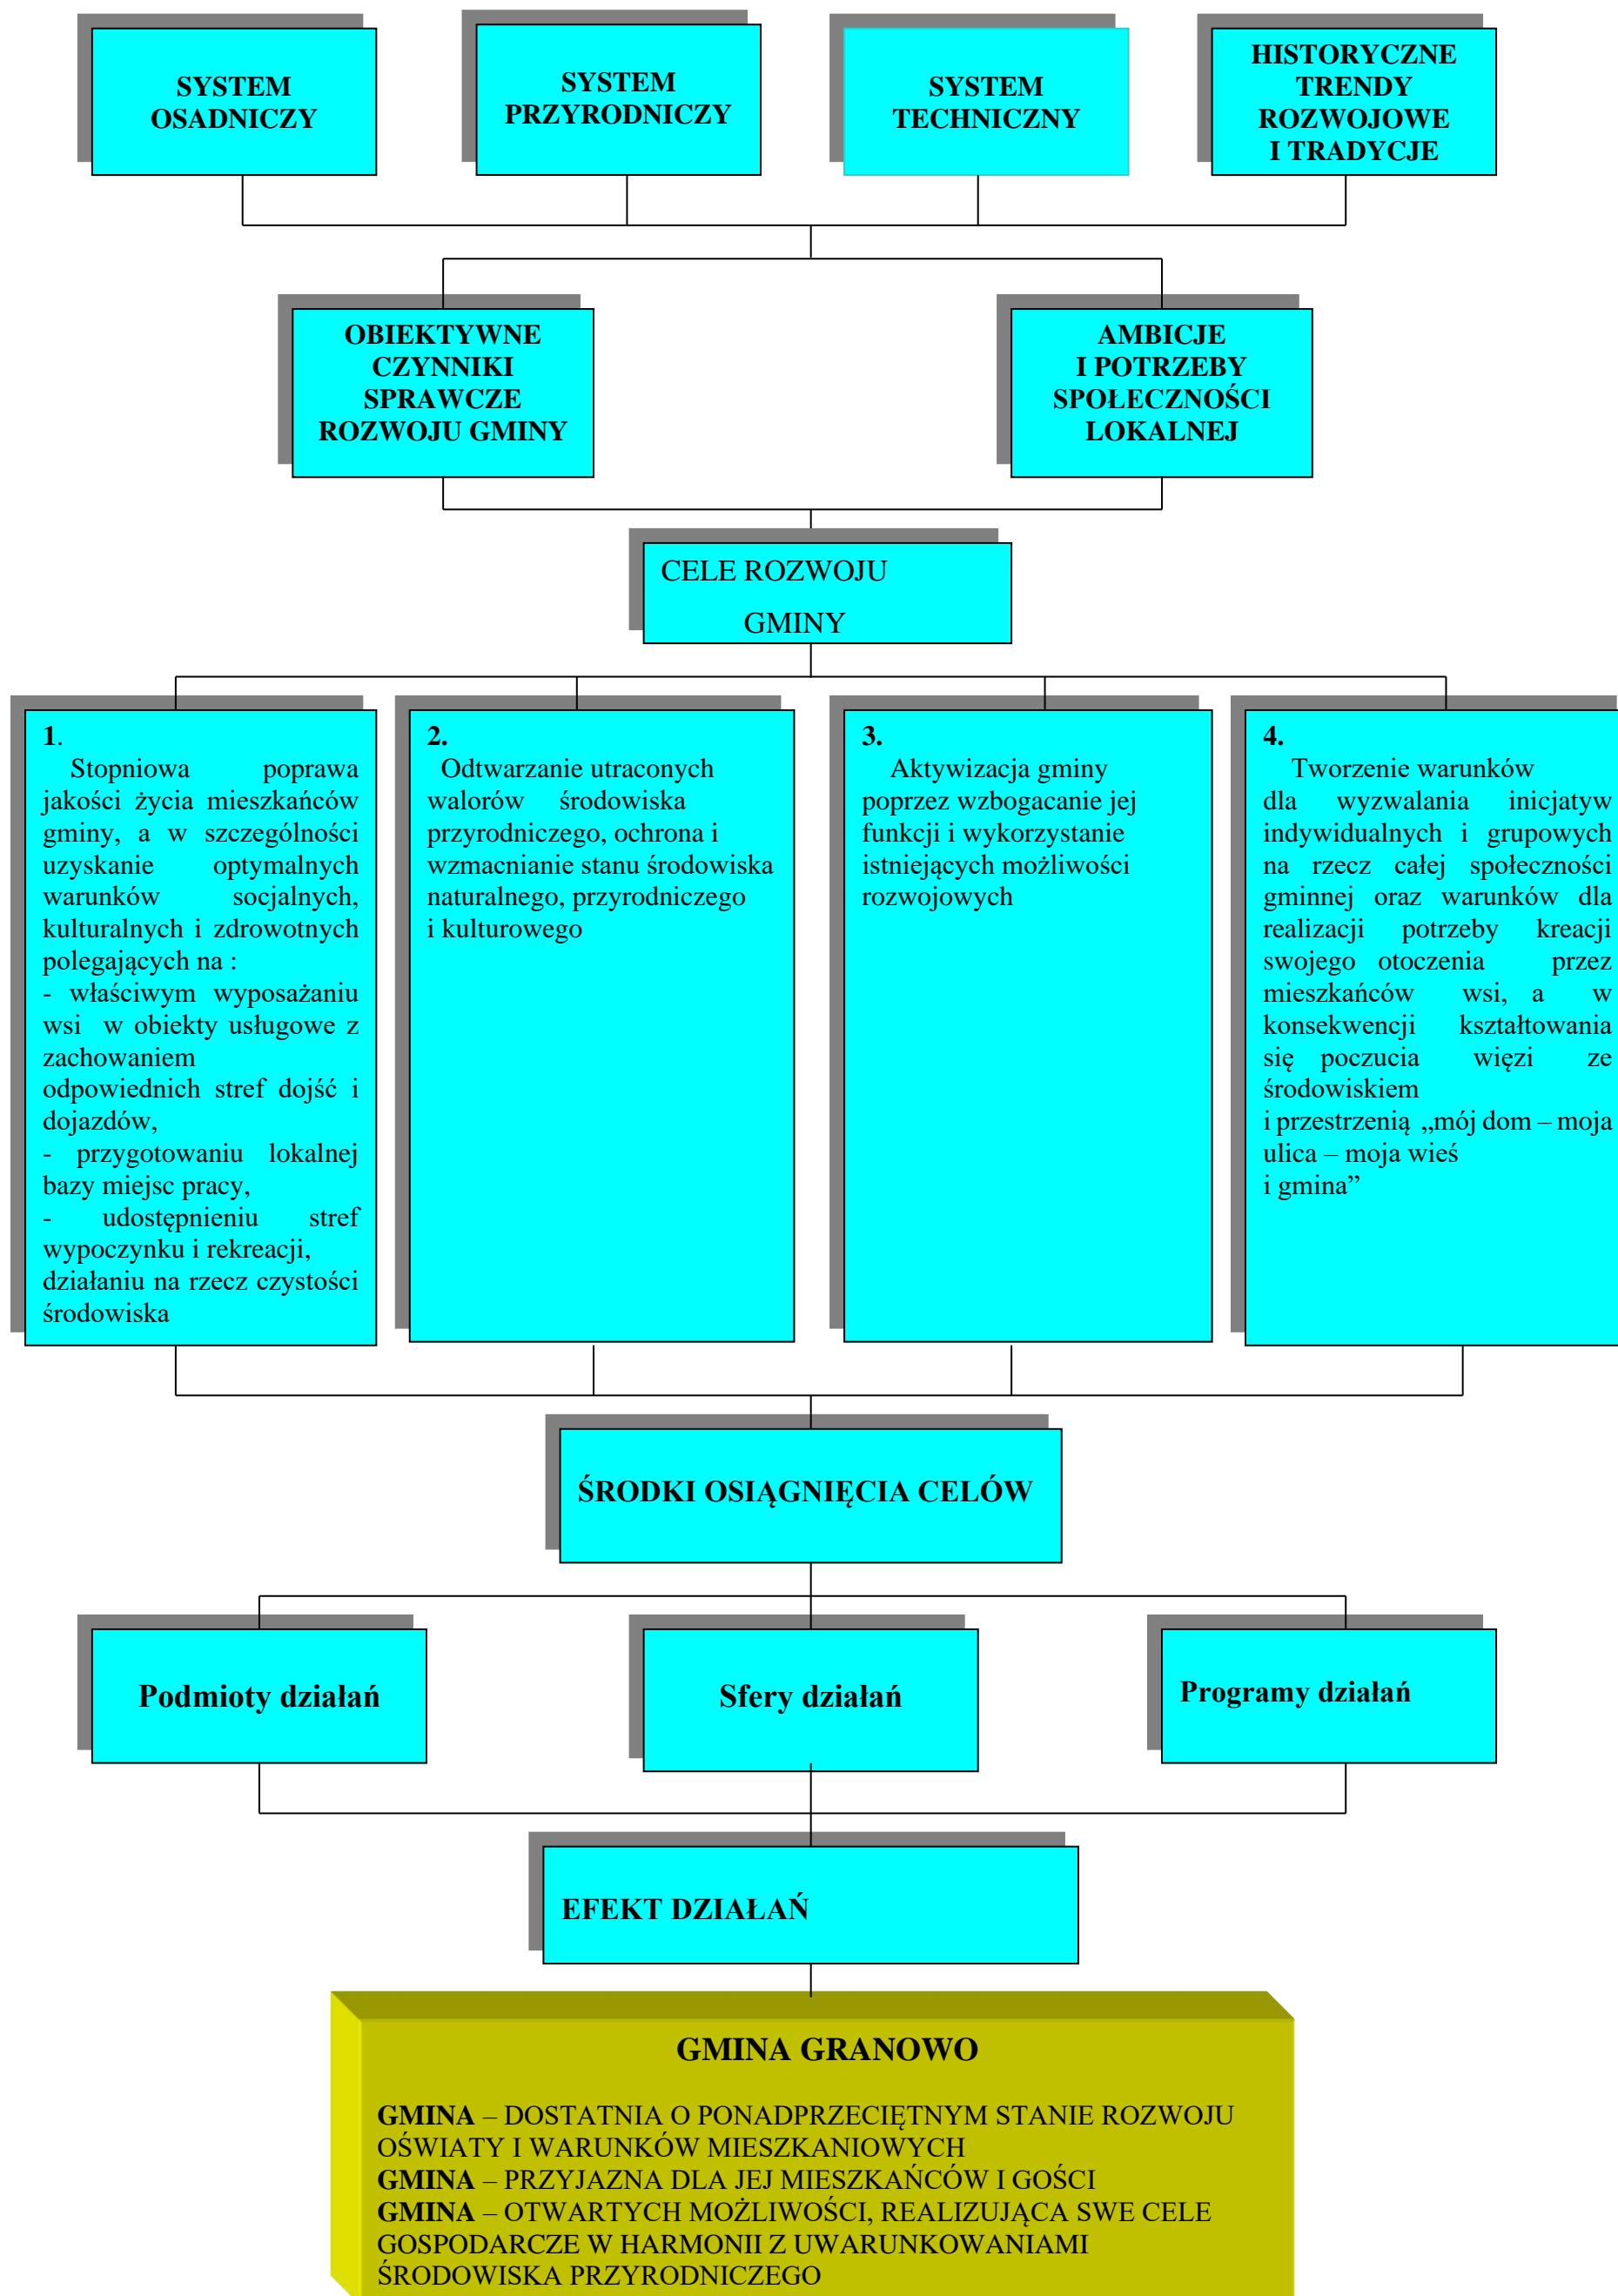 SYSTEM
OSADNICZY
SYSTEM
PRZYRODNICZY
SYSTEM
TECHNICZNY
HISTORYCZNE
TRENDY
ROZWOJOWE
I TRADYCJE
OBIEKTYWNE
CZYNNIKI
SPRAWCZE
ROZWOJU GMINY
AMBICJE
I POTRZEBY
SPOŁECZNOŚCI
LOKALNEJ
CELE ROZWOJU
GMINY
1.
Stopniowa poprawa
jakości życia mieszkańców
gminy, a w szczególności
uzyskanie optymalnych
warunków socjalnych,
kulturalnych i zdrowotnych
polegających na :
- właściwym wyposażaniu
wsi w obiekty usługowe z
zachowaniem
odpowiednich stref dojść i
dojazdów,
- przygotowaniu lokalnej
bazy miejsc pracy,
- udostępnieniu stref
wypoczynku i rekreacji,
działaniu na rzecz czystości
środowiska
2.
Odtwarzanie utraconych
walorów środowiska
przyrodniczego, ochrona i
wzmacnianie stanu środowiska
naturalnego, przyrodniczego
i kulturowego
3.
Aktywizacja gminy
poprzez wzbogacanie jej
funkcji i wykorzystanie
istniejących możliwości
rozwojowych
4.
Tworzenie warunków
dla wyzwalania inicjatyw
indywidualnych i grupowych
na rzecz całej społeczności
gminnej oraz warunków dla
realizacji potrzeby kreacji
swojego otoczenia przez
mieszkańców wsi, a w
konsekwencji kształtowania
się poczucia więzi ze
środowiskiem
i przestrzenią „mój dom – moja
ulica – moja wieś
i gmina”
ŚRODKI OSIĄGNIĘCIA CELÓW
Podmioty działań
Sfery działań
Programy działań
EFEKT DZIAŁAŃ
GMINA GRANOWO
GMINA – DOSTATNIA O PONADPRZECIĘTNYM STANIE ROZWOJU
OŚWIATY I WARUNKÓW MIESZKANIOWYCH
GMINA – PRZYJAZNA DLA JEJ MIESZKAŃCÓW I GOŚCI
GMINA – OTWARTYCH MOŻLIWOŚCI, REALIZUJĄCA SWE CELE
GOSPODARCZE W HARMONII Z UWARUNKOWANIAMI
ŚRODOWISKA PRZYRODNICZEGO